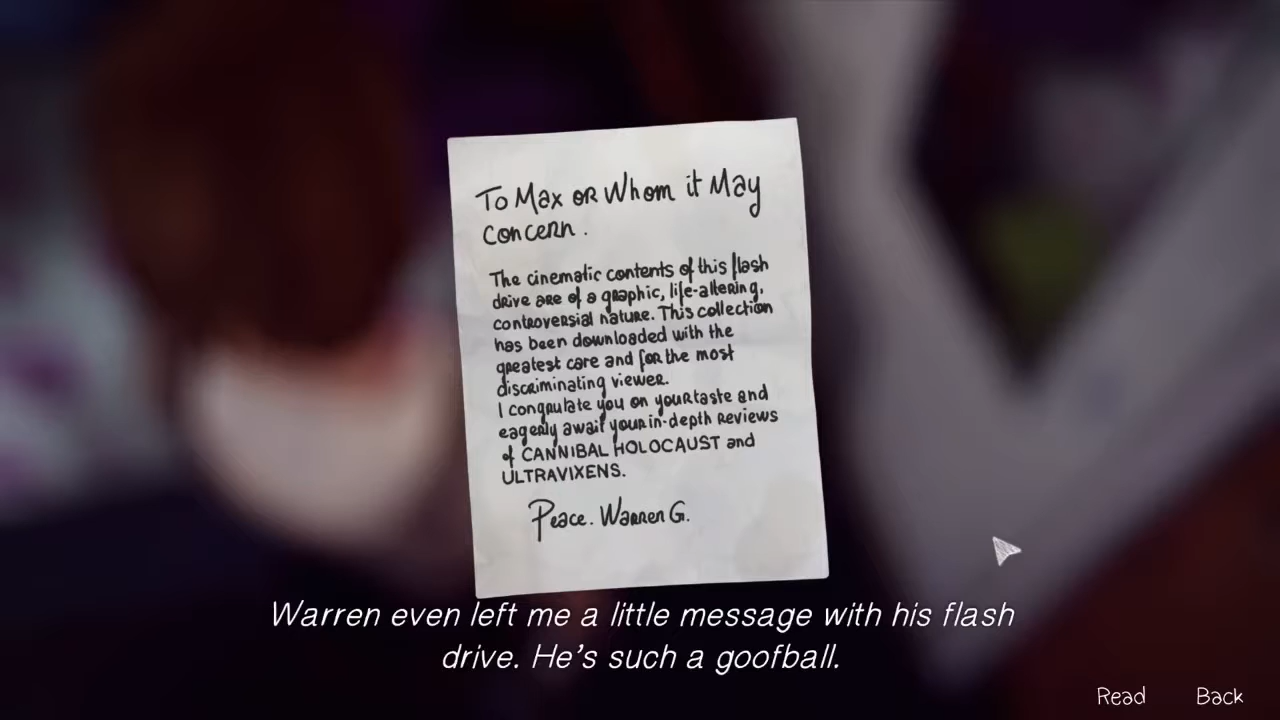 To Max or Whom it May
Concern.
The cinematic contents of this flash
drive are of a graphic, life-altering,
controversial nature. This collection
has been downloaded with the
greatest care and for the most
discriminating viewer.
I congrulate you on your taste and
eagerly await your in-depth reviews
of CANNIBAL HOLOCAUST and
ULTRAVIXENS.
Peace. Warren G.
Warren even left me a little message with his flash
drive. He's such a goofball.
Read Back